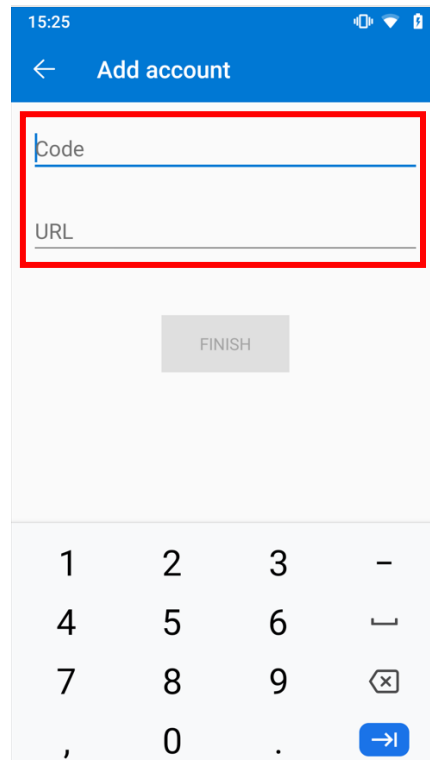 15:25
Add account
Code
URL
FINISH
1 2 3 -
4 5 6
7 8 9
, 0 .